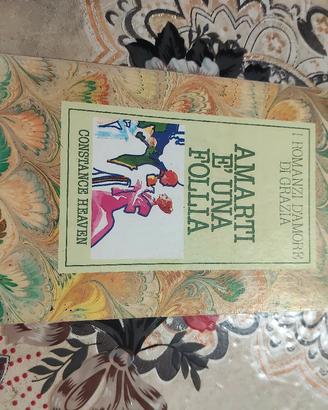 I ROMANZI D'AMORE
DI GRAZIA
AMARTI
E' UNA
FOLLIA
CONSTANCE HEAVEN